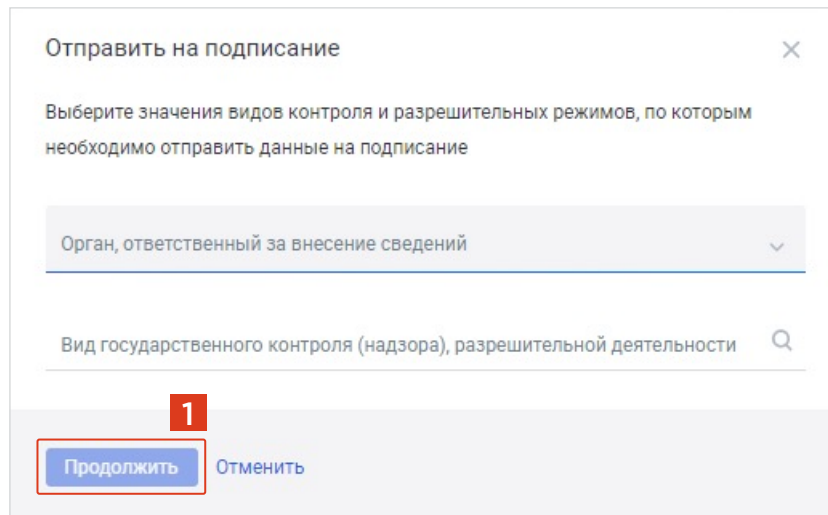 Отправить на подписание
Выберите значения видов контроля и разрешительных режимов, по которым
необходимо отправить данные на подписание
Орган, ответственный за внесение сведений
Вид государственного контроля (надзора), разрешительной деятельности
1
Продолжить Отменить